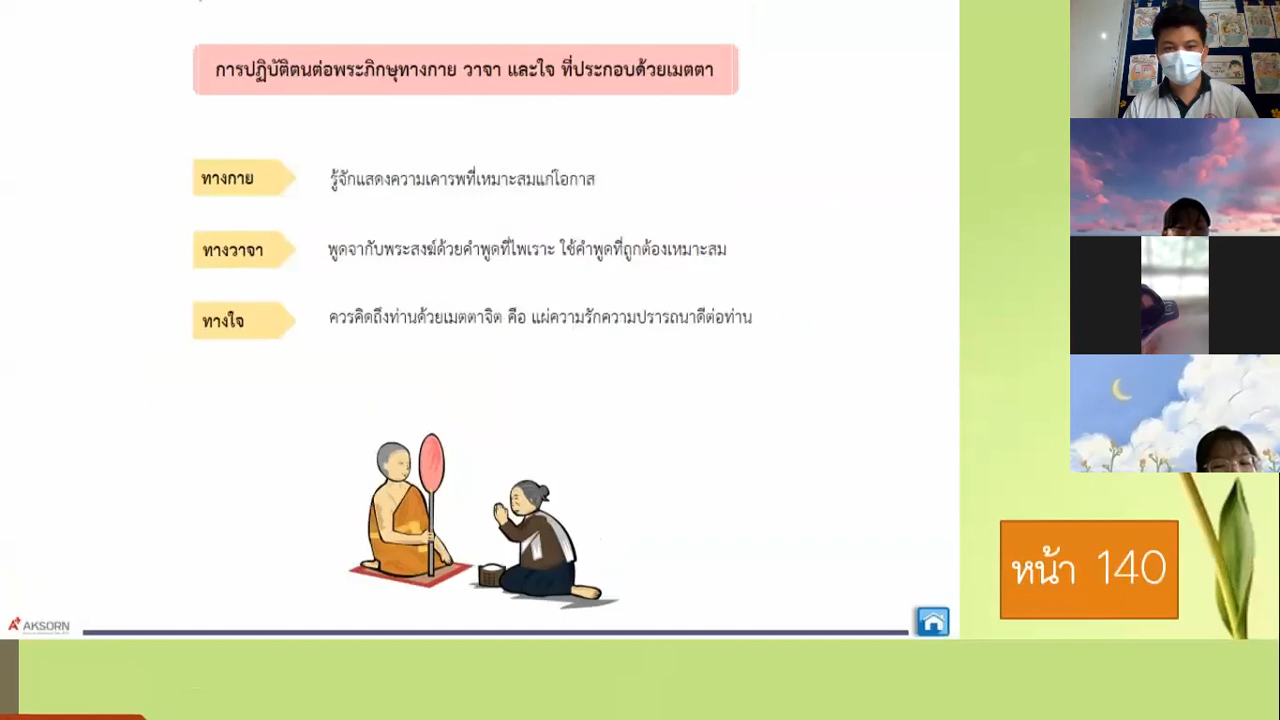 การปฏิบัติตนต่อพระภิกษุทางกาย วาจา และใจ ที่ประกอบด้วยเมตตา
ทางกาย รู้จักแสดงความเคารพที่เหมาะสมแก่โอกาส
ทางวาจา พูดจากับพระสงฆ์ด้วยคำพูดที่ไพเราะ ใช้คำพูดที่ถูกต้องเหมาะสม
ทางใจ ควรคิดถึงท่านด้วยเมตตาจิต คือ แผ่ความรักความปรารถนาดีต่อท่าน
หน้า 140
AKSORN